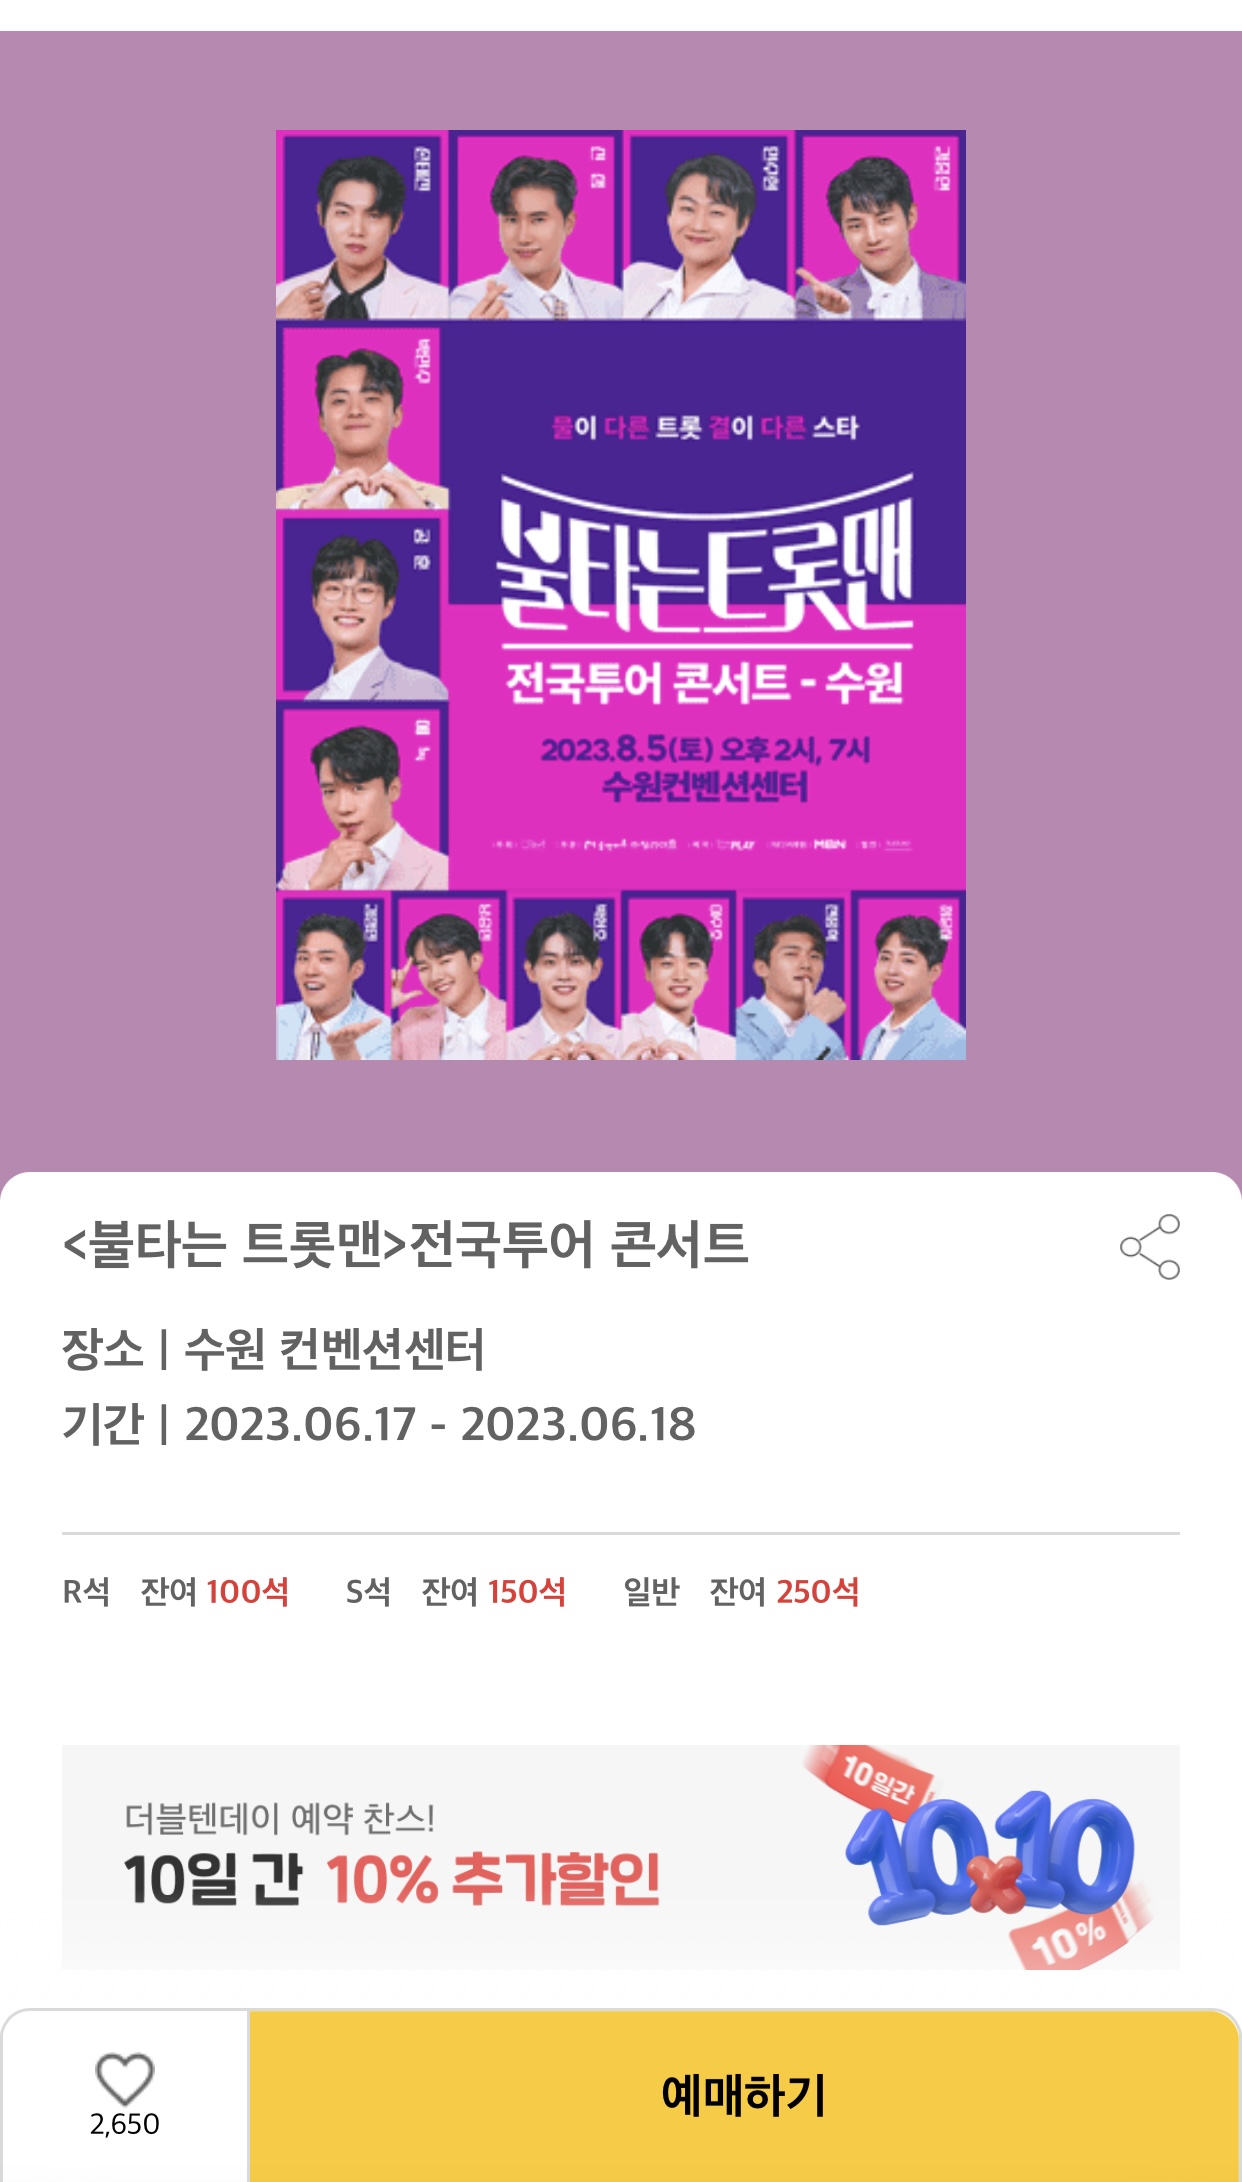 물이 다른 트롯 결이 다른 스타
불타는트롯맨
전국투어 콘서트 - 수원
2023.8.5(토) 오후 2시, 7시
수원컨벤션센터
MBN
<불타는 트롯맨>전국투어 콘서트
장소 | 수원 컨벤션센터
기간 | 2023.06.17 - 2023.06.18
R석 잔여 100석 S석 잔여 150석 일반 잔여 250석
더블텐데이 예약 찬스!
10일 간 10% 추가할인
10일간
10x10
10%
예매하기
2,650